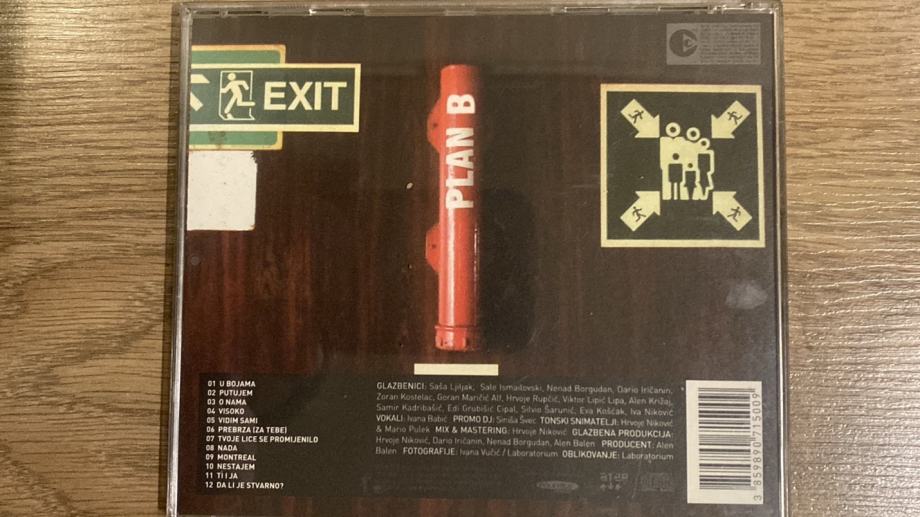 EXIT
PLAN B
01 U BOJAMA
02 PUTUJEM
03 O NAMA
04 VISOKO
05 VIDIM SAMI
06 PREBRZA (ZA TEBE)
07 TVOJE LICE SE PROMIJENILO
08 NADA
09 MONTREAL
10 NESTAJEM
11 TI I JA
12 DA LI JE STVARNO?
GLAZBENICI: Saša Ljiljak, Sale Ismailovski, Nenad Borgudan, Dario Iričanin,
Zoran Kostelac, Goran Maričić Alf, Hrvoje Rupčić, Viktor Lipić Lipa, Alen Križaj,
Samir Kadribašić, Edi Grubišić Cipal, Silvio Šarunić, Eva Košćak, Iva Niković
VOKALI: Ivana Babić PROMO DJ: Siniša Švec TONSKI SNIMATELJI: Hrvoje Niković
& Mario Pulek MIX & MASTERING: Hrvoje Niković GLAZBENA PRODUKCIJA:
Hrvoje Niković, Dario Iričanin, Nenad Borgudan, Alen Balen PRODUCENT: Alen
Balen FOTOGRAFIJE: Ivana Vučić / Laboratorium OBLIKOVANJE: Laboratorium
3 859890 715009